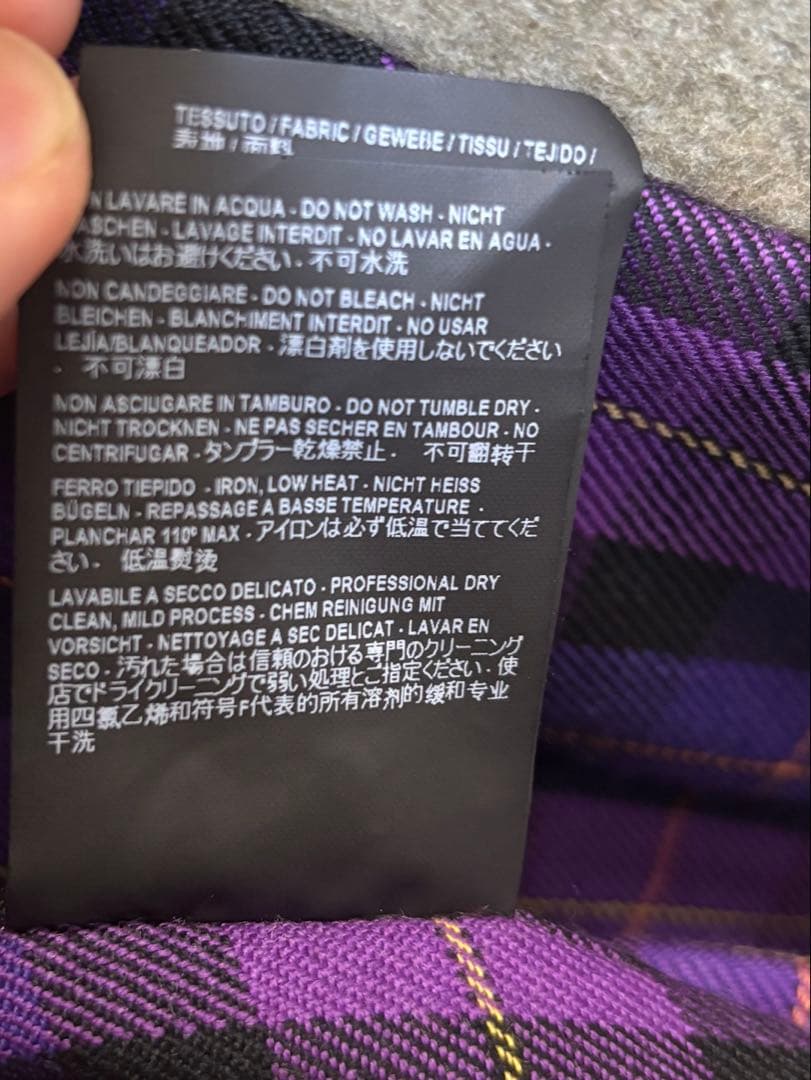 TESSUTO / FABRIC / GEWEBE / TISSU / TEJIDO /
表地 / 面料
N LAVARE IN ACQUA - DO NOT WASH - NICHT
ASCHEN - LAVAGE INTERDIT - NO LAVAR EN AGUA -
水洗いはお避けください - 不可水洗
NON CANDEGGIARE - DO NOT BLEACH - NICHT
BLEICHEN - BLANCHIMENT INTERDIT - NO USAR
LEJÍA/BLANQUEADOR - 漂白剤を使用しないでください
- 不可漂白
NON ASCIUGARE IN TAMBURO - DO NOT TUMBLE DRY -
NICHT TROCKNEN - NE PAS SECHER EN TAMBOUR - NO
CENTRIFUGAR - タンブラー乾燥禁止 - 不可翻转干
FERRO TIEPIDO - IRON, LOW HEAT - NICHT HEISS
BÜGELN - REPASSAGE A BASSE TEMPERATURE -
PLANCHAR 110º MAX - アイロンは必ず低温で当ててくだ
さい - 低温熨烫
LAVABILE A SECCO DELICATO - PROFESSIONAL DRY
CLEAN, MILD PROCESS - CHEM REINIGUNG MIT
VORSICHT - NETTOYAGE A SEC DELICAT - LAVAR EN
SECO - 汚れた場合は信頼のおける専門のクリーニング
店でドライクリーニングで弱い処理とご指定ください - 使
用四氯乙烯和符号F代表的所有溶剂的缓和专业
干洗